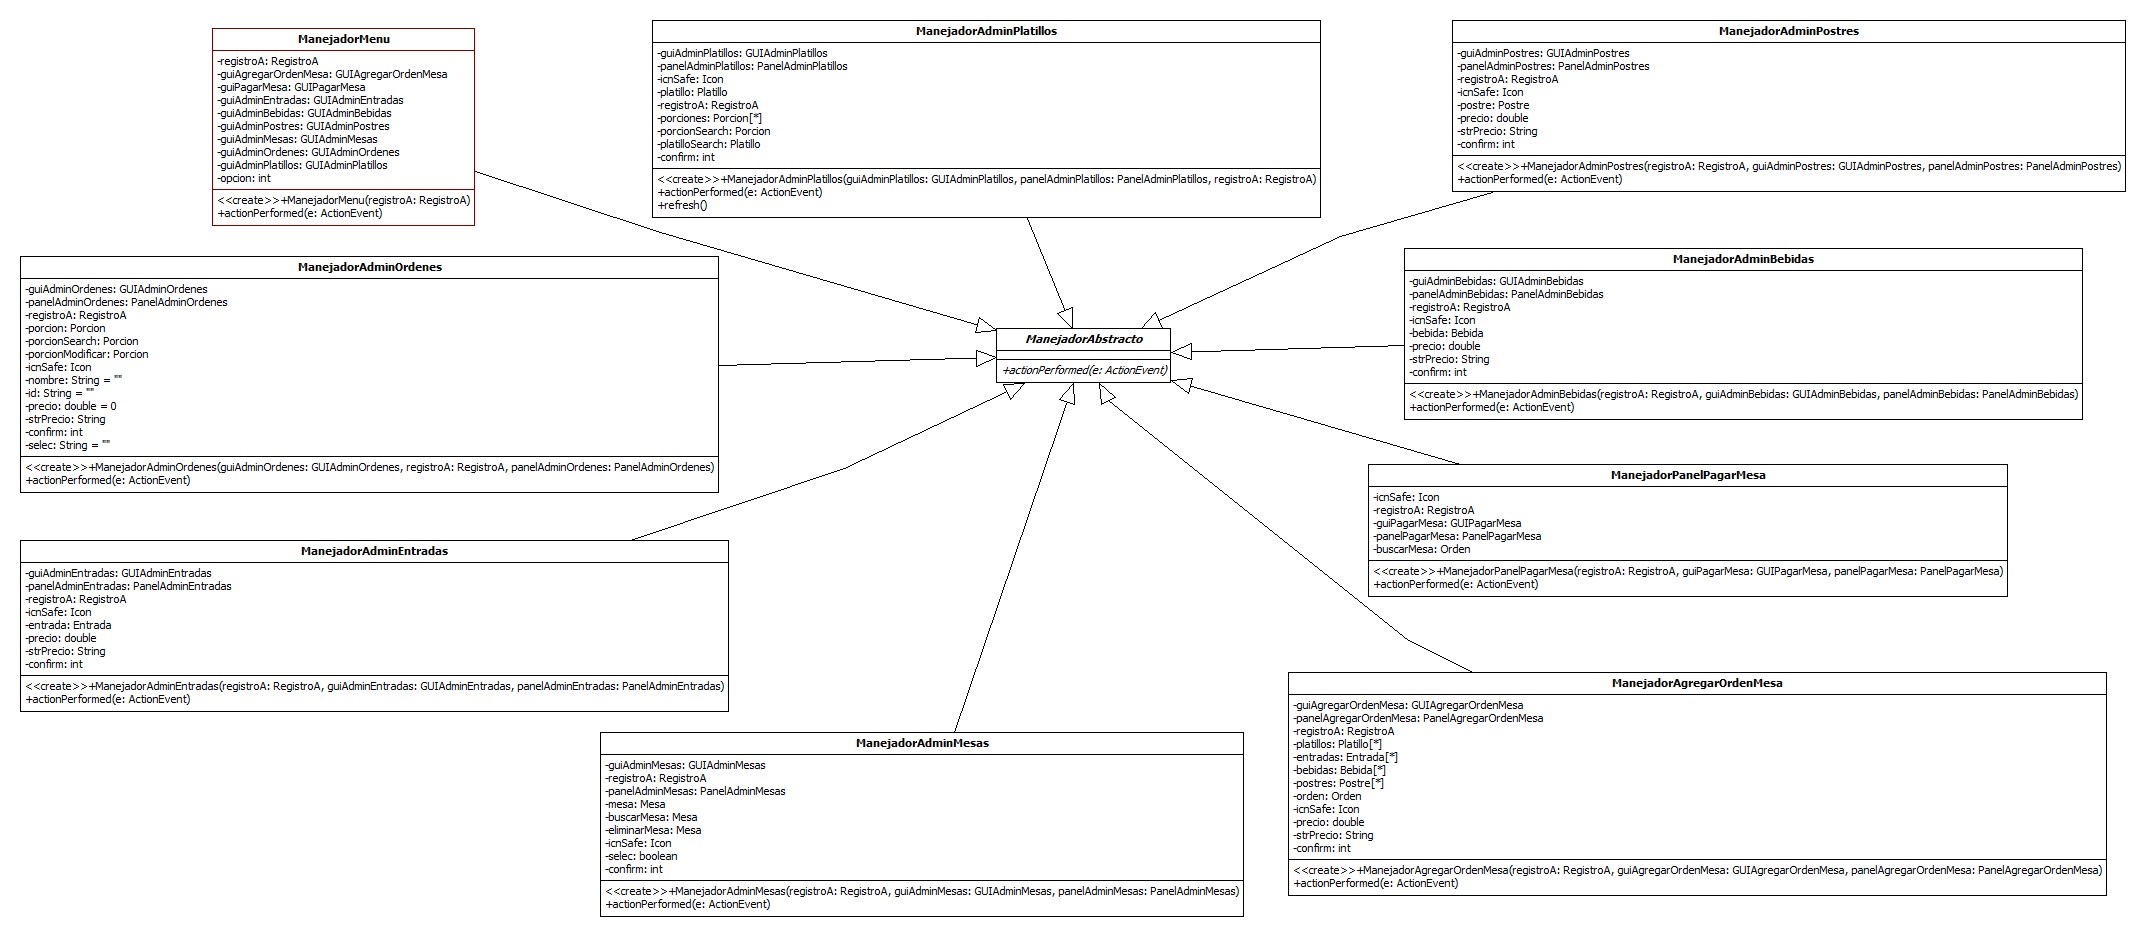 ManejadorMenu
-registroA: RegistroA
-guiAgregarOrdenMesa: GUIAgregarOrdenMesa
-guiPagarMesa: GUIPagarMesa
-guiAdminEntradas: GUIAdminEntradas
-guiAdminBebidas: GUIAdminBebidas
-guiAdminPostres: GUIAdminPostres
-guiAdminMesas: GUIAdminMesas
-guiAdminOrdenes: GUIAdminOrdenes
-guiAdminPlatillos: GUIAdminPlatillos
-opcion: int
<<create>>+ManejadorMenu(registroA: RegistroA)
+actionPerformed(e: ActionEvent)
ManejadorAdminPlatillos
-guiAdminPlatillos: GUIAdminPlatillos
-panelAdminPlatillos: PanelAdminPlatillos
-icnSafe: Icon
-platillo: Platillo
-registroA: RegistroA
-porciones: Porcion[*]
-porcionSearch: Porcion
-platilloSearch: Platillo
-confirm: int
<<create>>+ManejadorAdminPlatillos(guiAdminPlatillos: GUIAdminPlatillos, panelAdminPlatillos: PanelAdminPlatillos, registroA: RegistroA)
+actionPerformed(e: ActionEvent)
+refresh()
ManejadorAdminPostres
-guiAdminPostres: GUIAdminPostres
-panelAdminPostres: PanelAdminPostres
-registroA: RegistroA
-icnSafe: Icon
-postre: Postre
-precio: double
-strPrecio: String
-confirm: int
<<create>>+ManejadorAdminPostres(registroA: RegistroA, guiAdminPostres: GUIAdminPostres, panelAdminPostres: PanelAdminPostres)
+actionPerformed(e: ActionEvent)
ManejadorAdminOrdenes
-guiAdminOrdenes: GUIAdminOrdenes
-panelAdminOrdenes: PanelAdminOrdenes
-registroA: RegistroA
-porcion: Porcion
-porcionSearch: Porcion
-porcionModificar: Porcion
-icnSafe: Icon
-nombre: String = ""
-id: String = ""
-precio: double = 0
-strPrecio: String
-confirm: int
-selec: String = ""
<<create>>+ManejadorAdminOrdenes(guiAdminOrdenes: GUIAdminOrdenes, registroA: RegistroA, panelAdminOrdenes: PanelAdminOrdenes)
+actionPerformed(e: ActionEvent)
ManejadorAbstracto
+actionPerformed(e: ActionEvent)
ManejadorAdminBebidas
-guiAdminBebidas: GUIAdminBebidas
-panelAdminBebidas: PanelAdminBebidas
-registroA: RegistroA
-icnSafe: Icon
-bebida: Bebida
-precio: double
-strPrecio: String
-confirm: int
<<create>>+ManejadorAdminBebidas(registroA: RegistroA, guiAdminBebidas: GUIAdminBebidas, panelAdminBebidas: PanelAdminBebidas)
+actionPerformed(e: ActionEvent)
ManejadorPanelPagarMesa
-icnSafe: Icon
-registroA: RegistroA
-guiPagarMesa: GUIPagarMesa
-panelPagarMesa: PanelPagarMesa
-buscarMesa: Orden
<<create>>+ManejadorPanelPagarMesa(registroA: RegistroA, guiPagarMesa: GUIPagarMesa, panelPagarMesa: PanelPagarMesa)
+actionPerformed(e: ActionEvent)
ManejadorAdminEntradas
-guiAdminEntradas: GUIAdminEntradas
-panelAdminEntradas: PanelAdminEntradas
-registroA: RegistroA
-icnSafe: Icon
-entrada: Entrada
-precio: double
-strPrecio: String
-confirm: int
<<create>>+ManejadorAdminEntradas(registroA: RegistroA, guiAdminEntradas: GUIAdminEntradas, panelAdminEntradas: PanelAdminEntradas)
+actionPerformed(e: ActionEvent)
ManejadorAdminMesas
-guiAdminMesas: GUIAdminMesas
-registroA: RegistroA
-panelAdminMesas: PanelAdminMesas
-mesa: Mesa
-buscarMesa: Mesa
-eliminarMesa: Mesa
-icnSafe: Icon
-selec: boolean
-confirm: int
<<create>>+ManejadorAdminMesas(registroA: RegistroA, guiAdminMesas: GUIAdminMesas, panelAdminMesas: PanelAdminMesas)
+actionPerformed(e: ActionEvent)
ManejadorAgregarOrdenMesa
-guiAgregarOrdenMesa: GUIAgregarOrdenMesa
-panelAgregarOrdenMesa: PanelAgregarOrdenMesa
-registroA: RegistroA
-platillos: Platillo[*]
-entradas: Entrada[*]
-bebidas: Bebida[*]
-postres: Postre[*]
-orden: Orden
-icnSafe: Icon
-precio: double
-strPrecio: String
-confirm: int
<<create>>+ManejadorAgregarOrdenMesa(registroA: RegistroA, guiAgregarOrdenMesa: GUIAgregarOrdenMesa, panelAgregarOrdenMesa: PanelAgregarOrdenMesa)
+actionPerformed(e: ActionEvent)